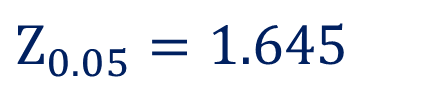 Z₀.₀₅ = 1.645